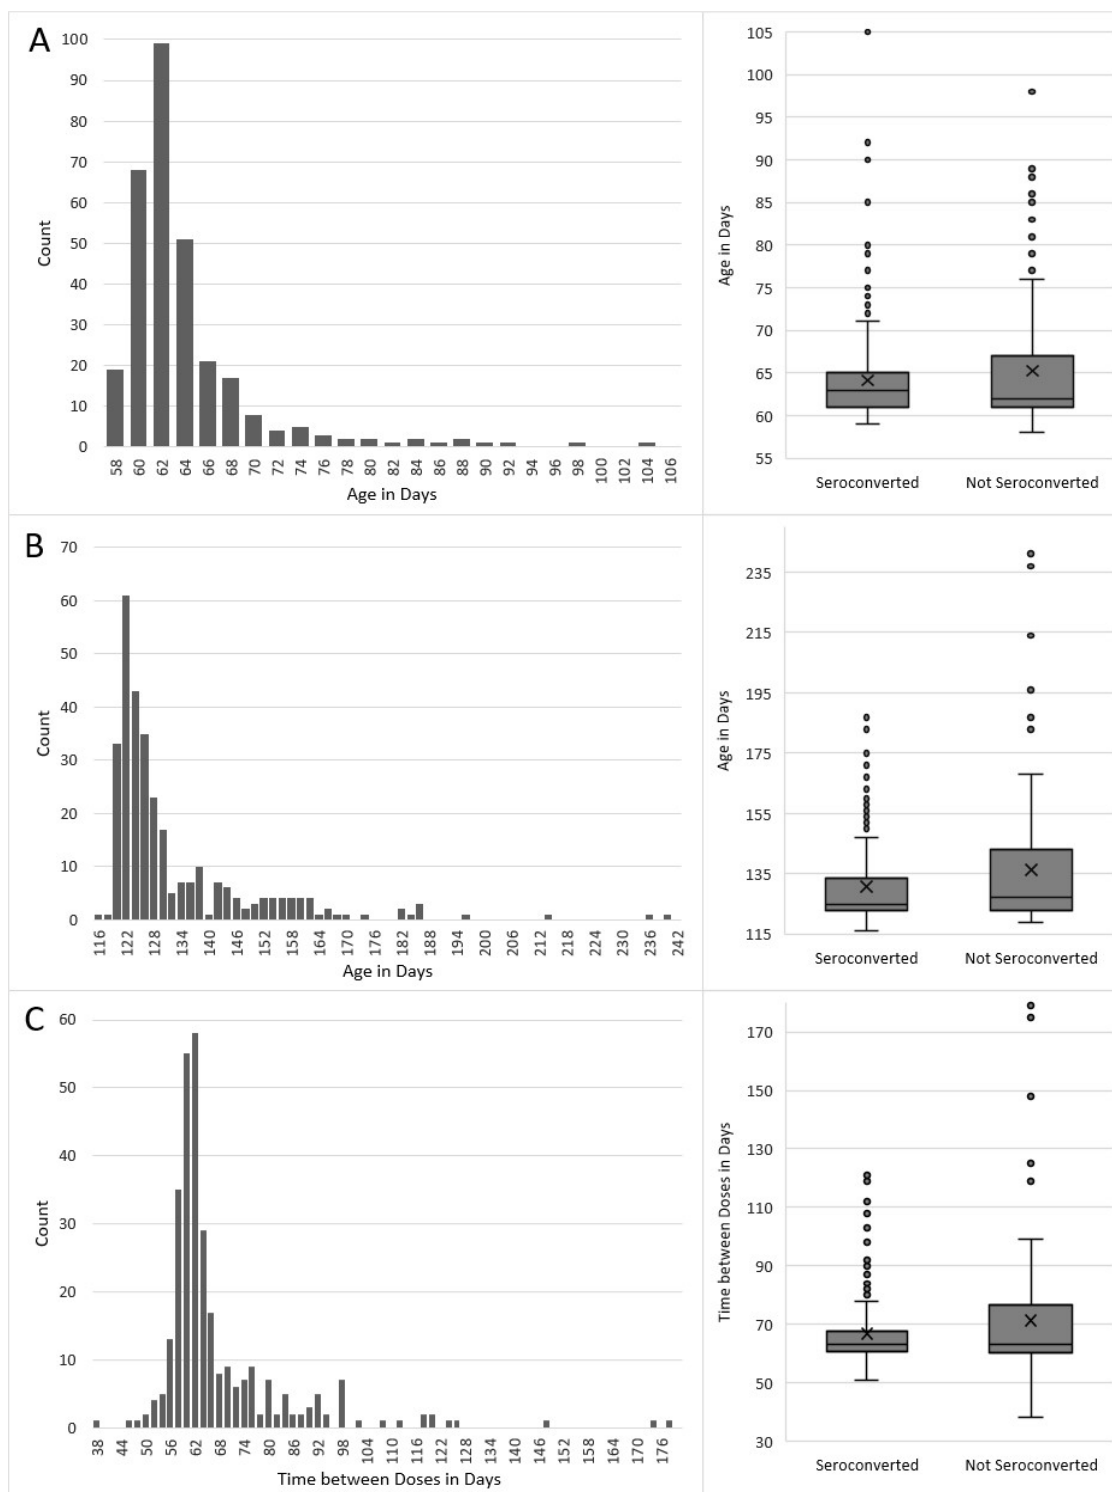 A
100
90
80
70
60
50
40
30
20
10
0
Count
58 60 62 64 66 68 70 72 74 76 78 80 82 84 86 88 90 92 94 96 98 100 102 104 106
Age in Days
105
100
95
90
85
80
75
70
65
60
55
Age in Days
Seroconverted Not Seroconverted
B
70
60
50
40
30
20
10
0
Count
116 122 128 134 140 146 152 158 164 170 176 182 188 194 200 206 212 218 224 230 236 242
Age in Days
235
215
195
175
155
135
115
Age in Days
Seroconverted Not Seroconverted
C
60
50
40
30
20
10
0
Count
38 44 50 56 62 68 74 80 86 92 98 104 110 116 122 128 134 140 146 152 158 164 170 176
Time between Doses in Days
170
150
130
110
90
70
50
30
Time between Doses in Days
Seroconverted Not Seroconverted